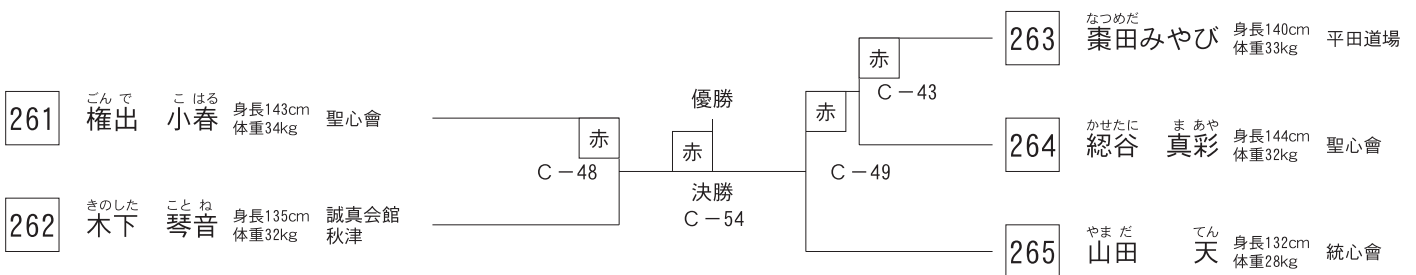 261
ごんで こはる
権出 小春
身長143cm
体重34kg
聖心會
262
きのした ことね
木下 琴音
身長135cm
体重32kg
誠真会館
秋津
赤
C－48
優勝
赤
決勝
C－54
赤
C－49
赤
C－43
263
なつめだ
棗田みやび
身長140cm
体重33kg
平田道場
264
かせたに まあや
綛谷 真彩
身長144cm
体重32kg
聖心會
265
やまだ てん
山田 天
身長132cm
体重28kg
統心會